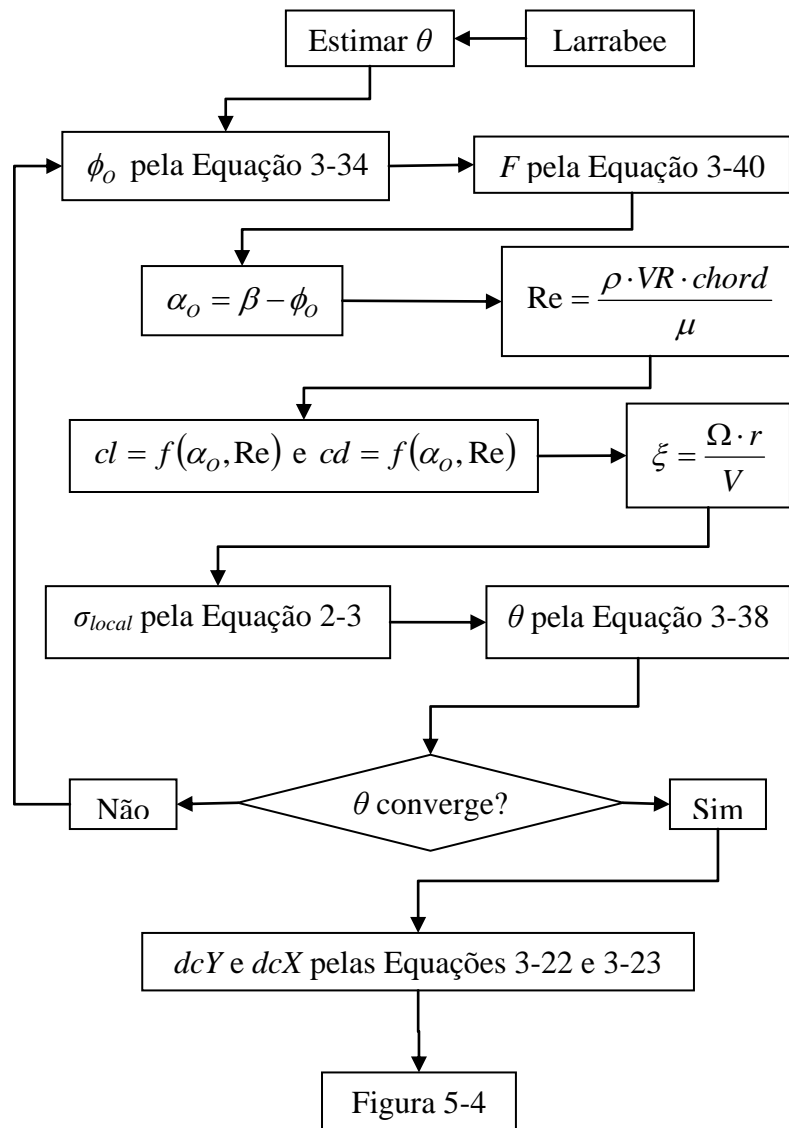 Estimar θ
Larrabee
ϕ_o pela Equação 3-34
F pela Equação 3-40
α_o = β − ϕ_o
Re = ρ · VR · chord / μ
cl = f(α_o, Re) e cd = f(α_o, Re)
ξ = Ω · r / V
σ_local pela Equação 2-3
θ pela Equação 3-38
Não
θ converge?
Sim
dcY e dcX pelas Equações 3-22 e 3-23
Figura 5-4